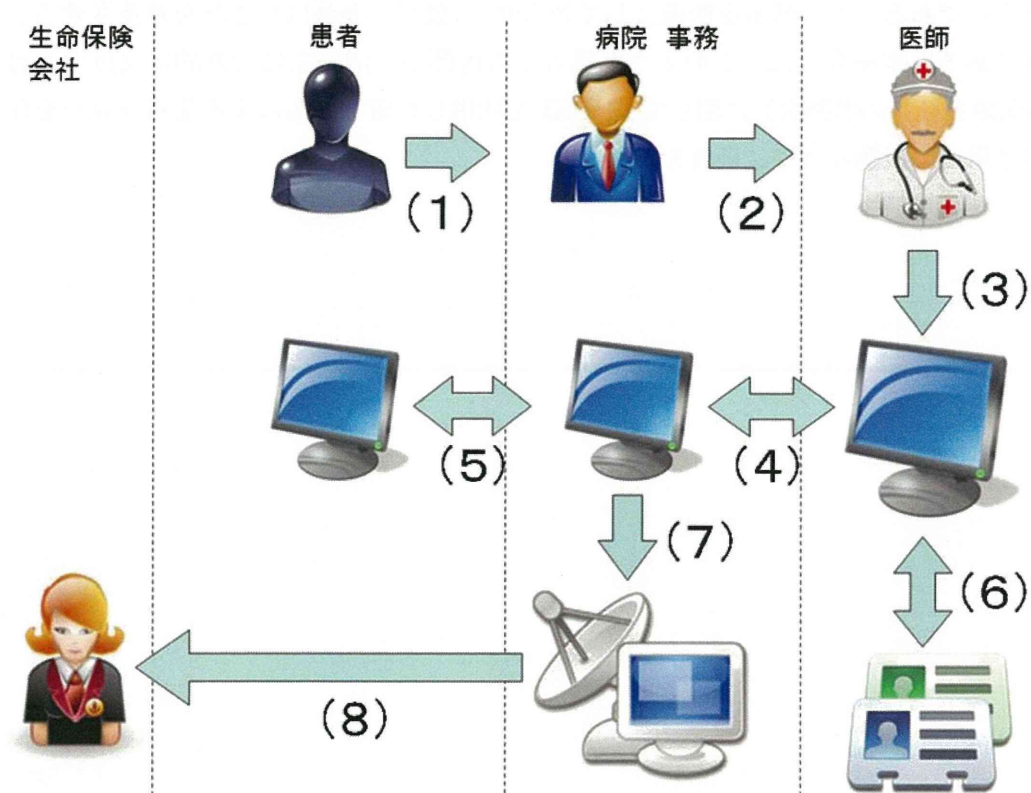 生命保険
会社
患者
病院　事務
医師
（1）
（2）
（3）
（5）
（4）
（7）
（6）
（8）